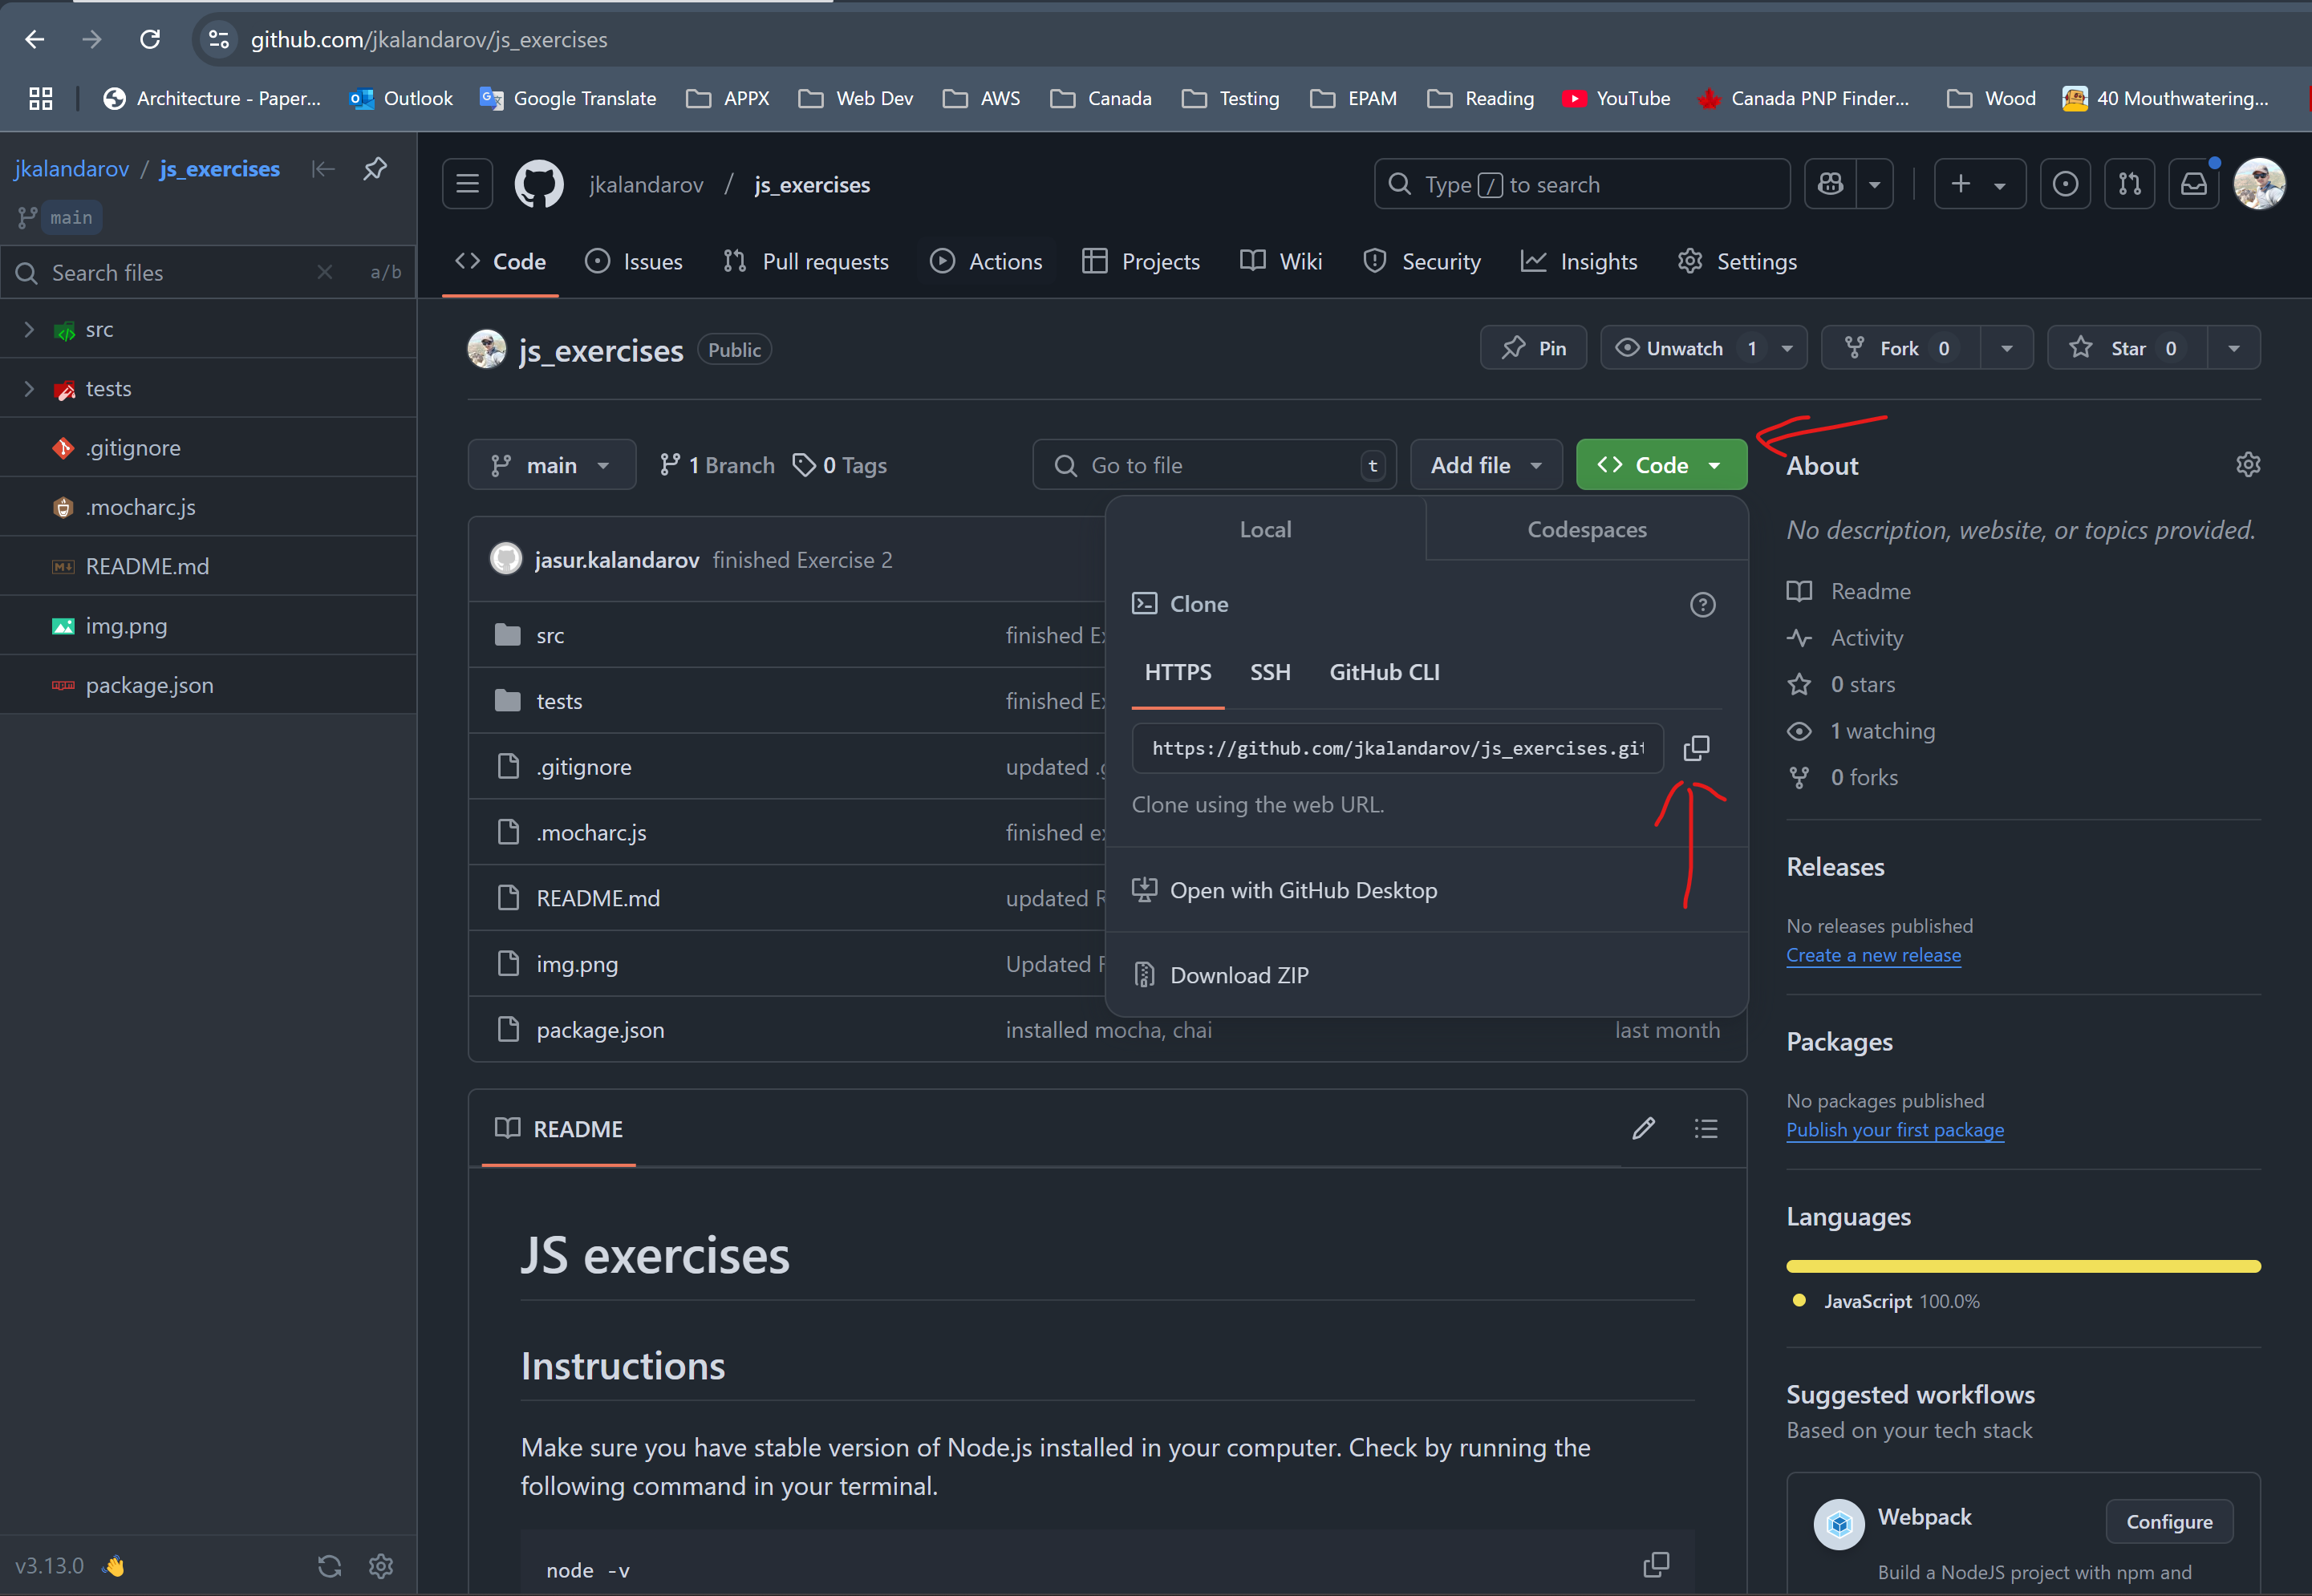 github.com/jkalandarov/js_exercises
Architecture - Paper... Outlook Google Translate APPX Web Dev AWS Canada Testing EPAM Reading YouTube Canada PNP Finder... Wood 40 Mouthwatering...
jkalandarov / js_exercises
main
Search files a/b
src
tests
.gitignore
.mocharc.js
README.md
img.png
package.json
v3.13.0
jkalandarov / js_exercises
Type / to search
Code Issues Pull requests Actions Projects Wiki Security Insights Settings
js_exercises Public
Pin Unwatch 1 Fork 0 Star 0
main 1 Branch 0 Tags Go to file t Add file Code
Local Codespaces
Clone
HTTPS SSH GitHub CLI
https://github.com/jkalandarov/js_exercises.git
Clone using the web URL.
Open with GitHub Desktop
Download ZIP
jasur.kalandarov finished Exercise 2
src finished Ex
tests finished Ex
.gitignore updated .g
.mocharc.js finished ex
README.md updated R
img.png Updated R
package.json installed mocha, chai last month
README
JS exercises
Instructions
Make sure you have stable version of Node.js installed in your computer. Check by running the
following command in your terminal.
node -v
About
No description, website, or topics provided.
Readme
Activity
0 stars
1 watching
0 forks
Releases
No releases published
Create a new release
Packages
No packages published
Publish your first package
Languages
JavaScript 100.0%
Suggested workflows
Based on your tech stack
Webpack Configure
Build a NodeJS project with npm and